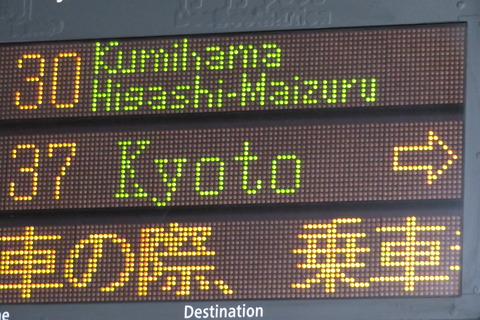 30 Kumihama
Higashi-Maizuru
37 Kyoto ⇨
車の際、 乗車
Destination